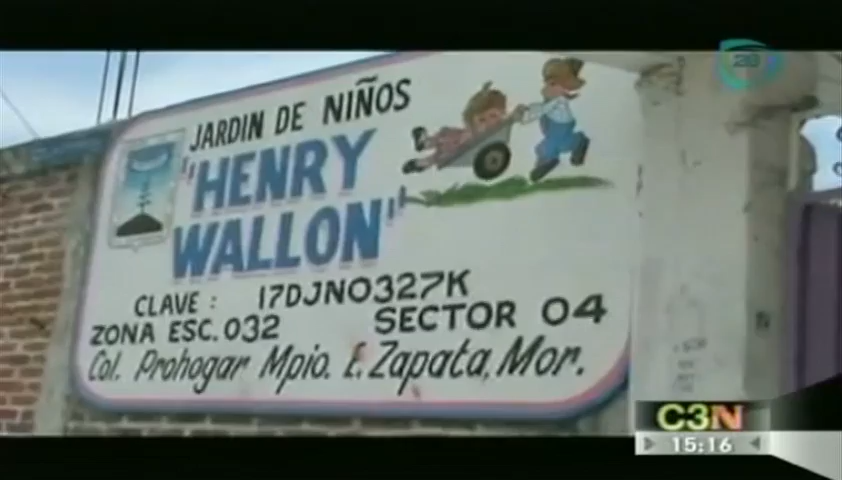 28
JARDIN DE NIÑOS
"HENRY
WALLON"
CLAVE : 17DJN0327K
ZONA ESC. 032 SECTOR 04
Col. Prohogar Mpio. E. Zapata, Mor.
C3N
15:16